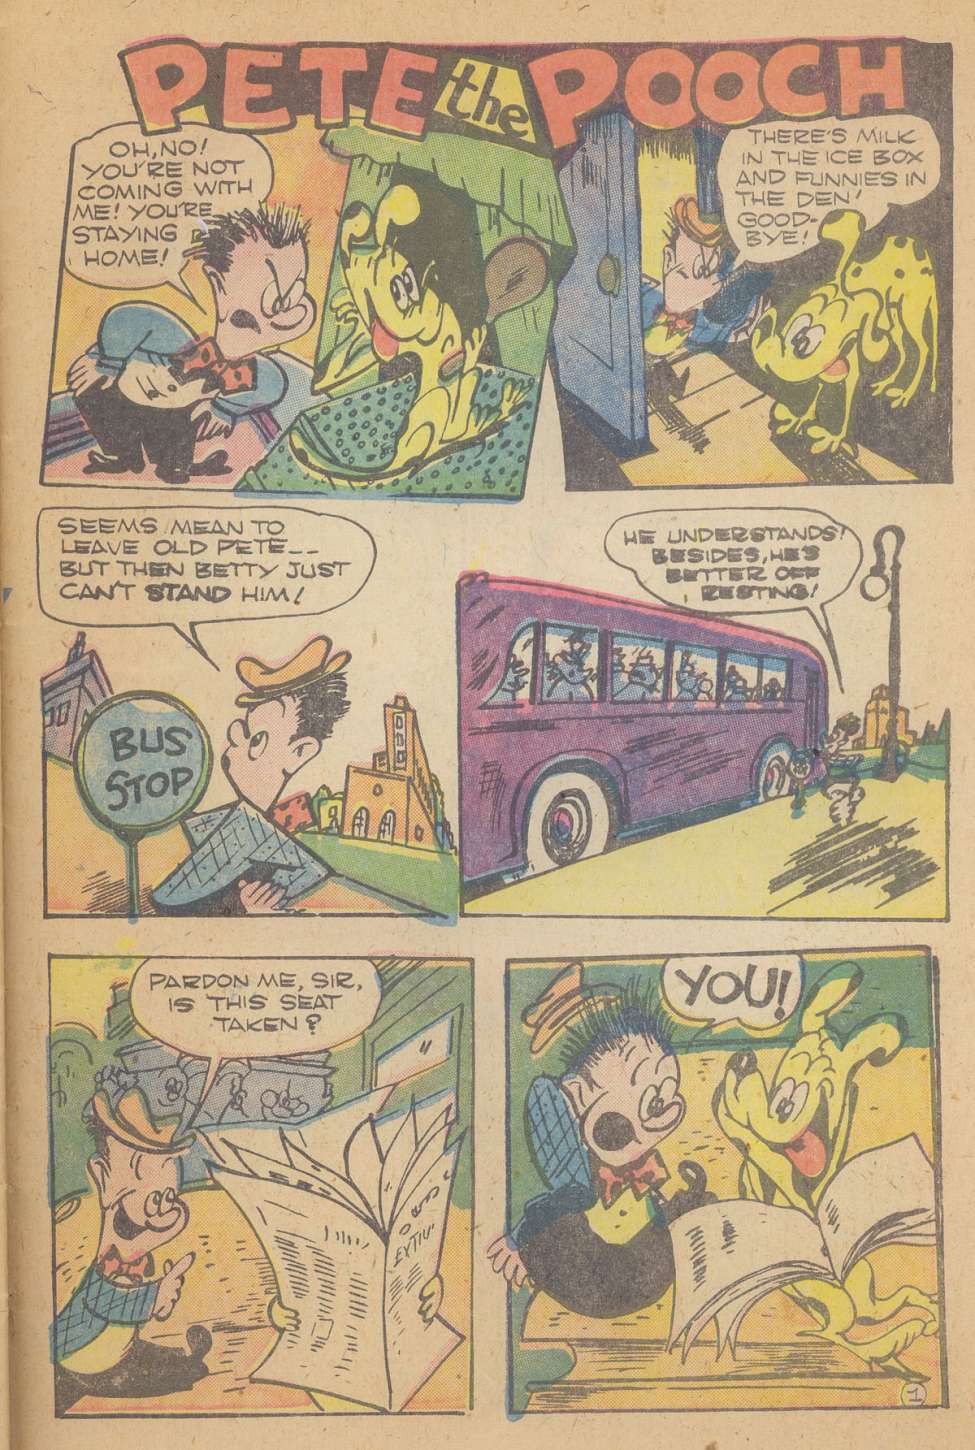 PETE the POOCH
OH, NO!
YOU'RE NOT
COMING WITH
ME! YOU'RE
STAYING
HOME!
THERE'S MILK
IN THE ICE BOX
AND FUNNIES IN
THE DEN!
GOOD-
BYE!
SEEMS MEAN TO
LEAVE OLD PETE--
BUT THEN BETTY JUST
CAN'T STAND HIM!
BUS
STOP
HE UNDERSTANDS!
BESIDES, HE'S
BETTER OFF
RESTING!
PARDON ME, SIR,
IS THIS SEAT
TAKEN?
YOU!
1